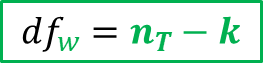 df_w = n_T − k